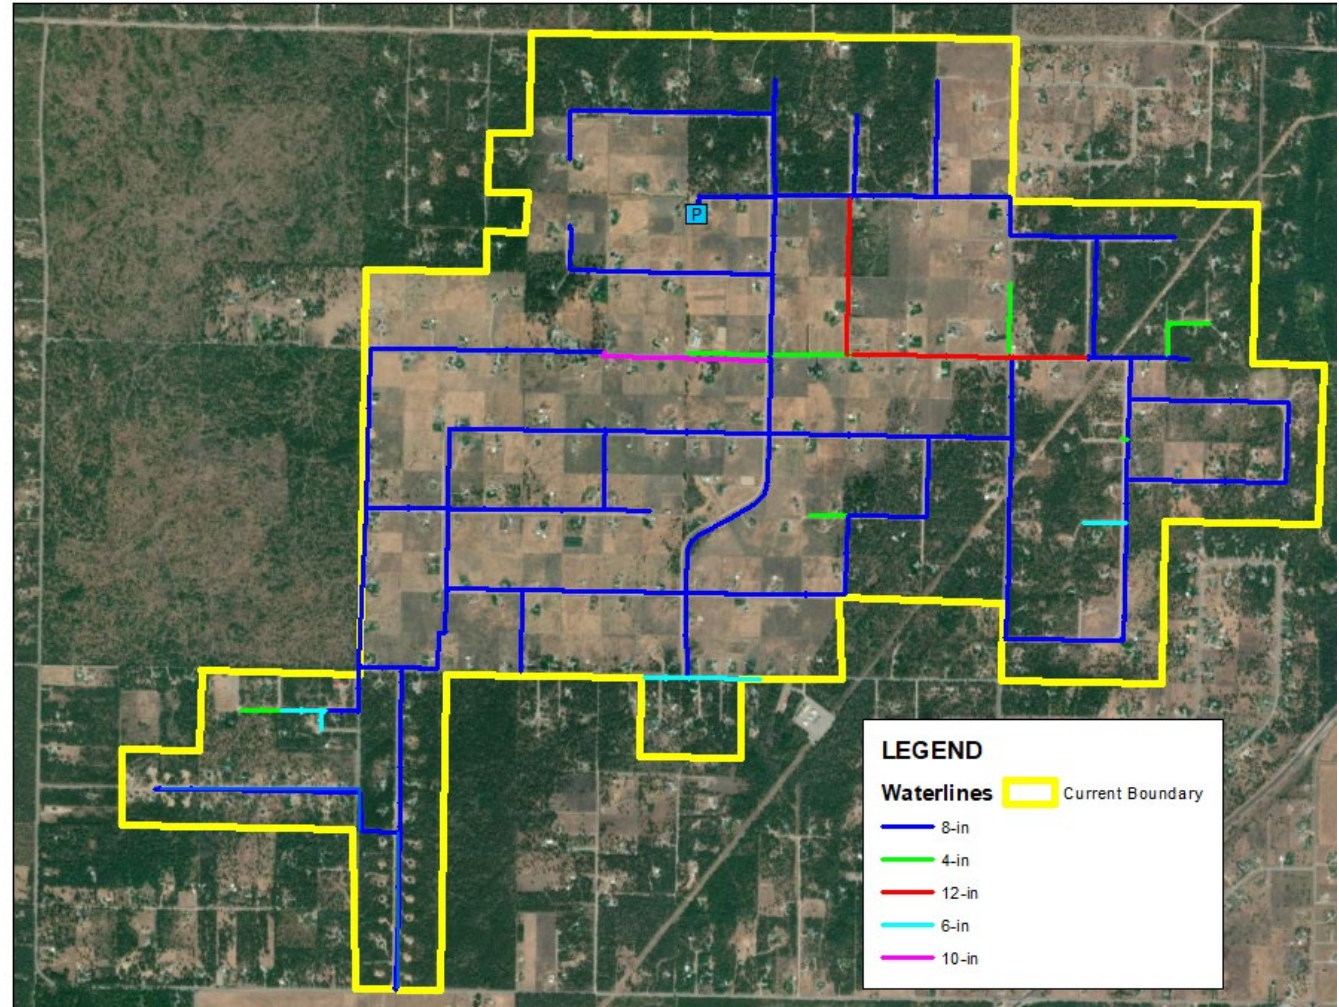 P
LEGEND
Waterlines Current Boundary
8-in
4-in
12-in
6-in
10-in